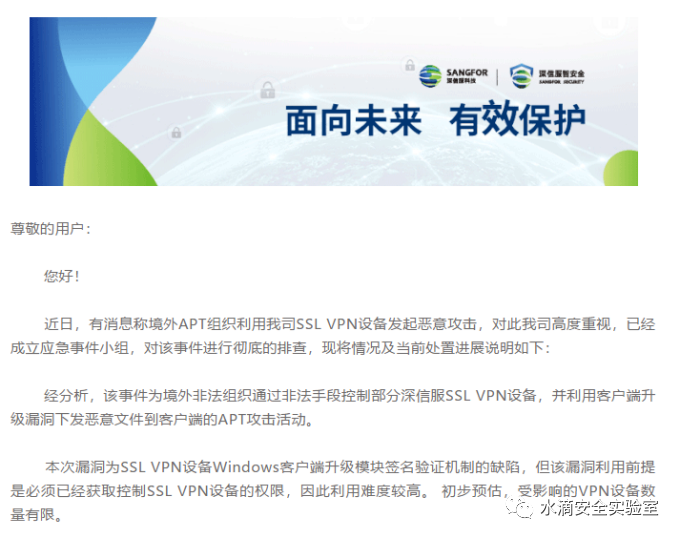 SANGFOR
深信服科技
深信服智安全
SANGFOR SECURITY
面向未来 有效保护
尊敬的用户：
您好！
近日，有消息称境外APT组织利用我司SSL VPN设备发起恶意攻击，对此我司高度重视，已经
成立应急事件小组，对该事件进行彻底的排查，现将情况及当前处置进展说明如下：
经分析，该事件为境外非法组织通过非法手段控制部分深信服SSL VPN设备，并利用客户端升
级漏洞下发恶意文件到客户端的APT攻击活动。
本次漏洞为SSL VPN设备Windows客户端升级模块签名验证机制的缺陷，但该漏洞利用前提
是必须已经获取控制SSL VPN设备的权限，因此利用难度较高。 初步预估，受影响的VPN设备数
量有限。
水滴安全实验室